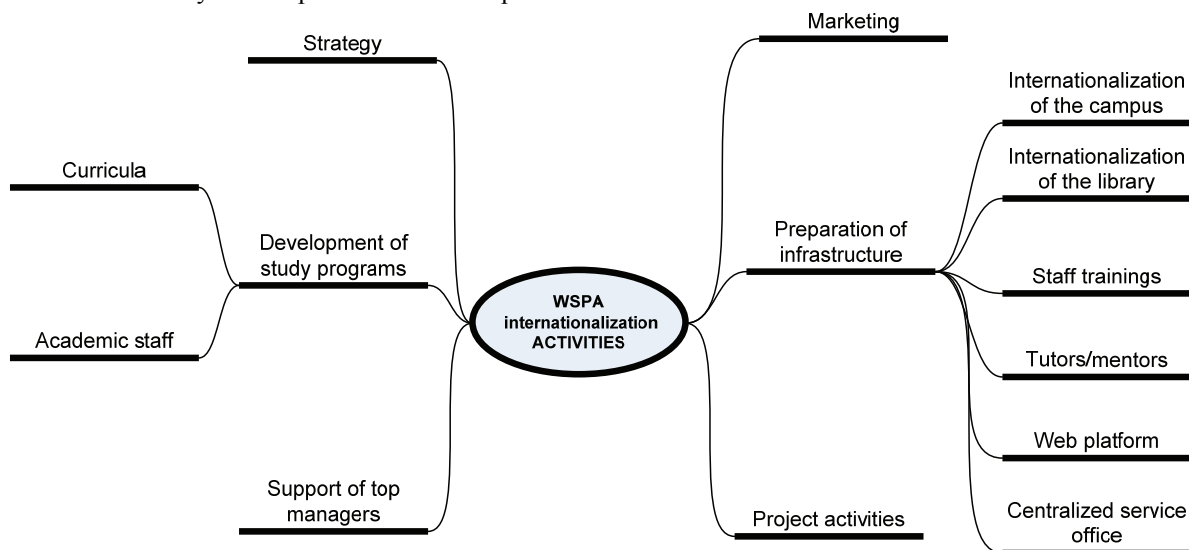 Strategy
Curricula
Development of
study programs
Academic staff
Support of top
managers
WSPA
internationalization
ACTIVITIES
Marketing
Preparation of
infrastructure
Project activities
Internationalization
of the campus
Internationalization
of the library
Staff trainings
Tutors/mentors
Web platform
Centralized service
office